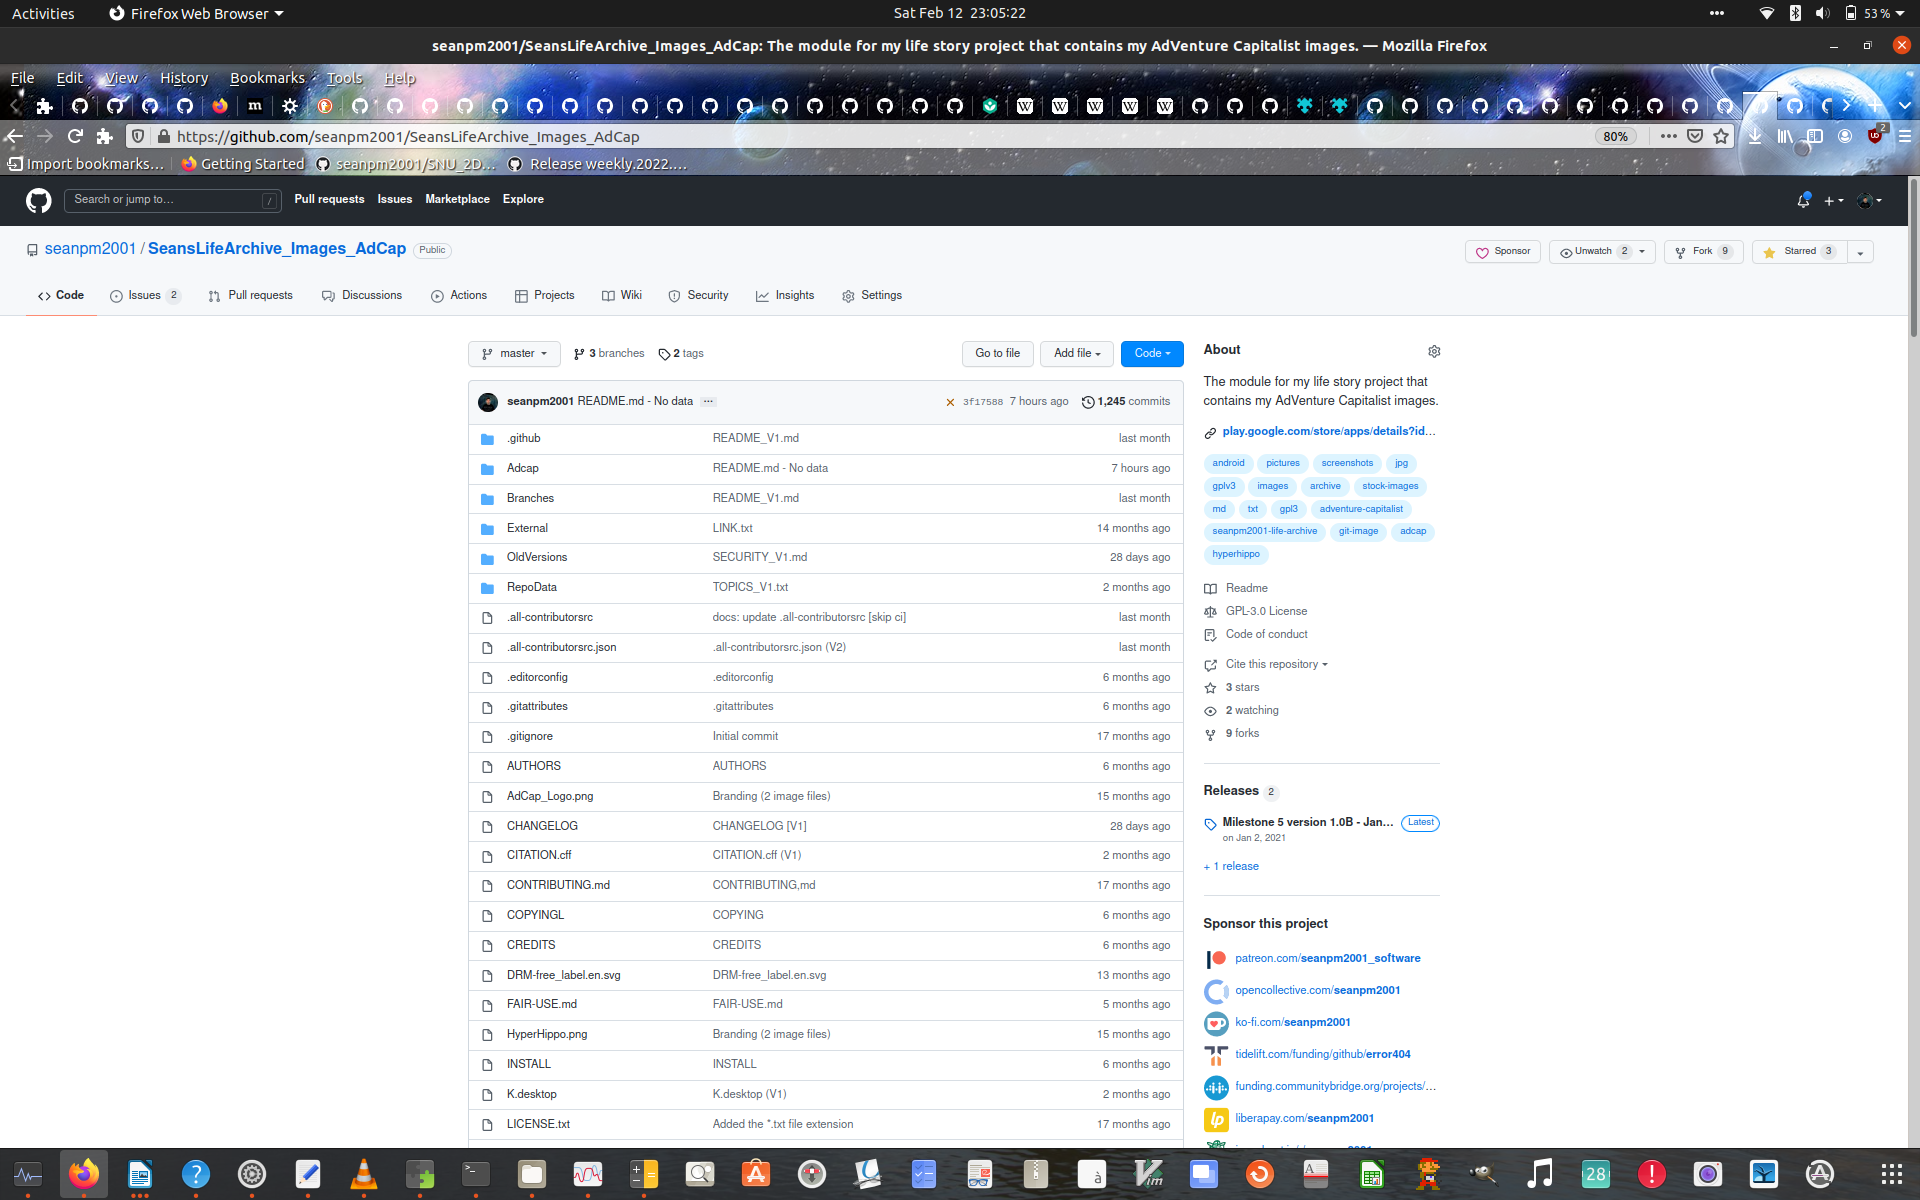 Activities
Firefox Web Browser
Sat Feb 12 23:05:22
53 %
seanpm2001/SeansLifeArchive_Images_AdCap: The module for my life story project that contains my AdVenture Capitalist images. — Mozilla Firefox
File Edit View History Bookmarks Tools Help
https://github.com/seanpm2001/SeansLifeArchive_Images_AdCap
80%
2
Import bookmarks...
Getting Started
seanpm2001/SNU_2D...
Release weekly.2022....
Search or jump to...
/
Pull requests Issues Marketplace Explore
seanpm2001 / SeansLifeArchive_Images_AdCap Public
Sponsor
Unwatch 2
Fork 9
Starred 3
Code
Issues 2
Pull requests
Discussions
Actions
Projects
Wiki
Security
Insights
Settings
master
3 branches
2 tags
Go to file
Add file
Code
seanpm2001 README.md - No data ...
3f17588 7 hours ago
1,245 commits
.github README_V1.md last month
Adcap README.md - No data 7 hours ago
Branches README_V1.md last month
External LINK.txt 14 months ago
OldVersions SECURITY_V1.md 28 days ago
RepoData TOPICS_V1.txt 2 months ago
.all-contributorsrc docs: update .all-contributorsrc [skip ci] last month
.all-contributorsrc.json .all-contributorsrc.json (V2) last month
.editorconfig .editorconfig 6 months ago
.gitattributes .gitattributes 6 months ago
.gitignore Initial commit 17 months ago
AUTHORS AUTHORS 6 months ago
AdCap_Logo.png Branding (2 image files) 15 months ago
CHANGELOG CHANGELOG [V1] 28 days ago
CITATION.cff CITATION.cff (V1) 2 months ago
CONTRIBUTING.md CONTRIBUTING,md 17 months ago
COPYINGL COPYING 6 months ago
CREDITS CREDITS 6 months ago
DRM-free_label.en.svg DRM-free_label.en.svg 13 months ago
FAIR-USE.md FAIR-USE.md 5 months ago
HyperHippo.png Branding (2 image files) 15 months ago
INSTALL INSTALL 6 months ago
K.desktop K.desktop (V1) 2 months ago
LICENSE.txt Added the *.txt file extension 17 months ago
About
The module for my life story project that
contains my AdVenture Capitalist images.
play.google.com/store/apps/details?id...
android pictures screenshots jpg
gplv3 images archive stock-images
md txt gpl3 adventure-capitalist
seanpm2001-life-archive git-image adcap
hyperhippo
Readme
GPL-3.0 License
Code of conduct
Cite this repository
3 stars
2 watching
9 forks
Releases 2
Milestone 5 version 1.0B - Jan... Latest
on Jan 2, 2021
+ 1 release
Sponsor this project
patreon.com/seanpm2001_software
opencollective.com/seanpm2001
ko-fi.com/seanpm2001
tidelift.com/funding/github/error404
funding.communitybridge.org/projects/...
liberapay.com/seanpm2001
28